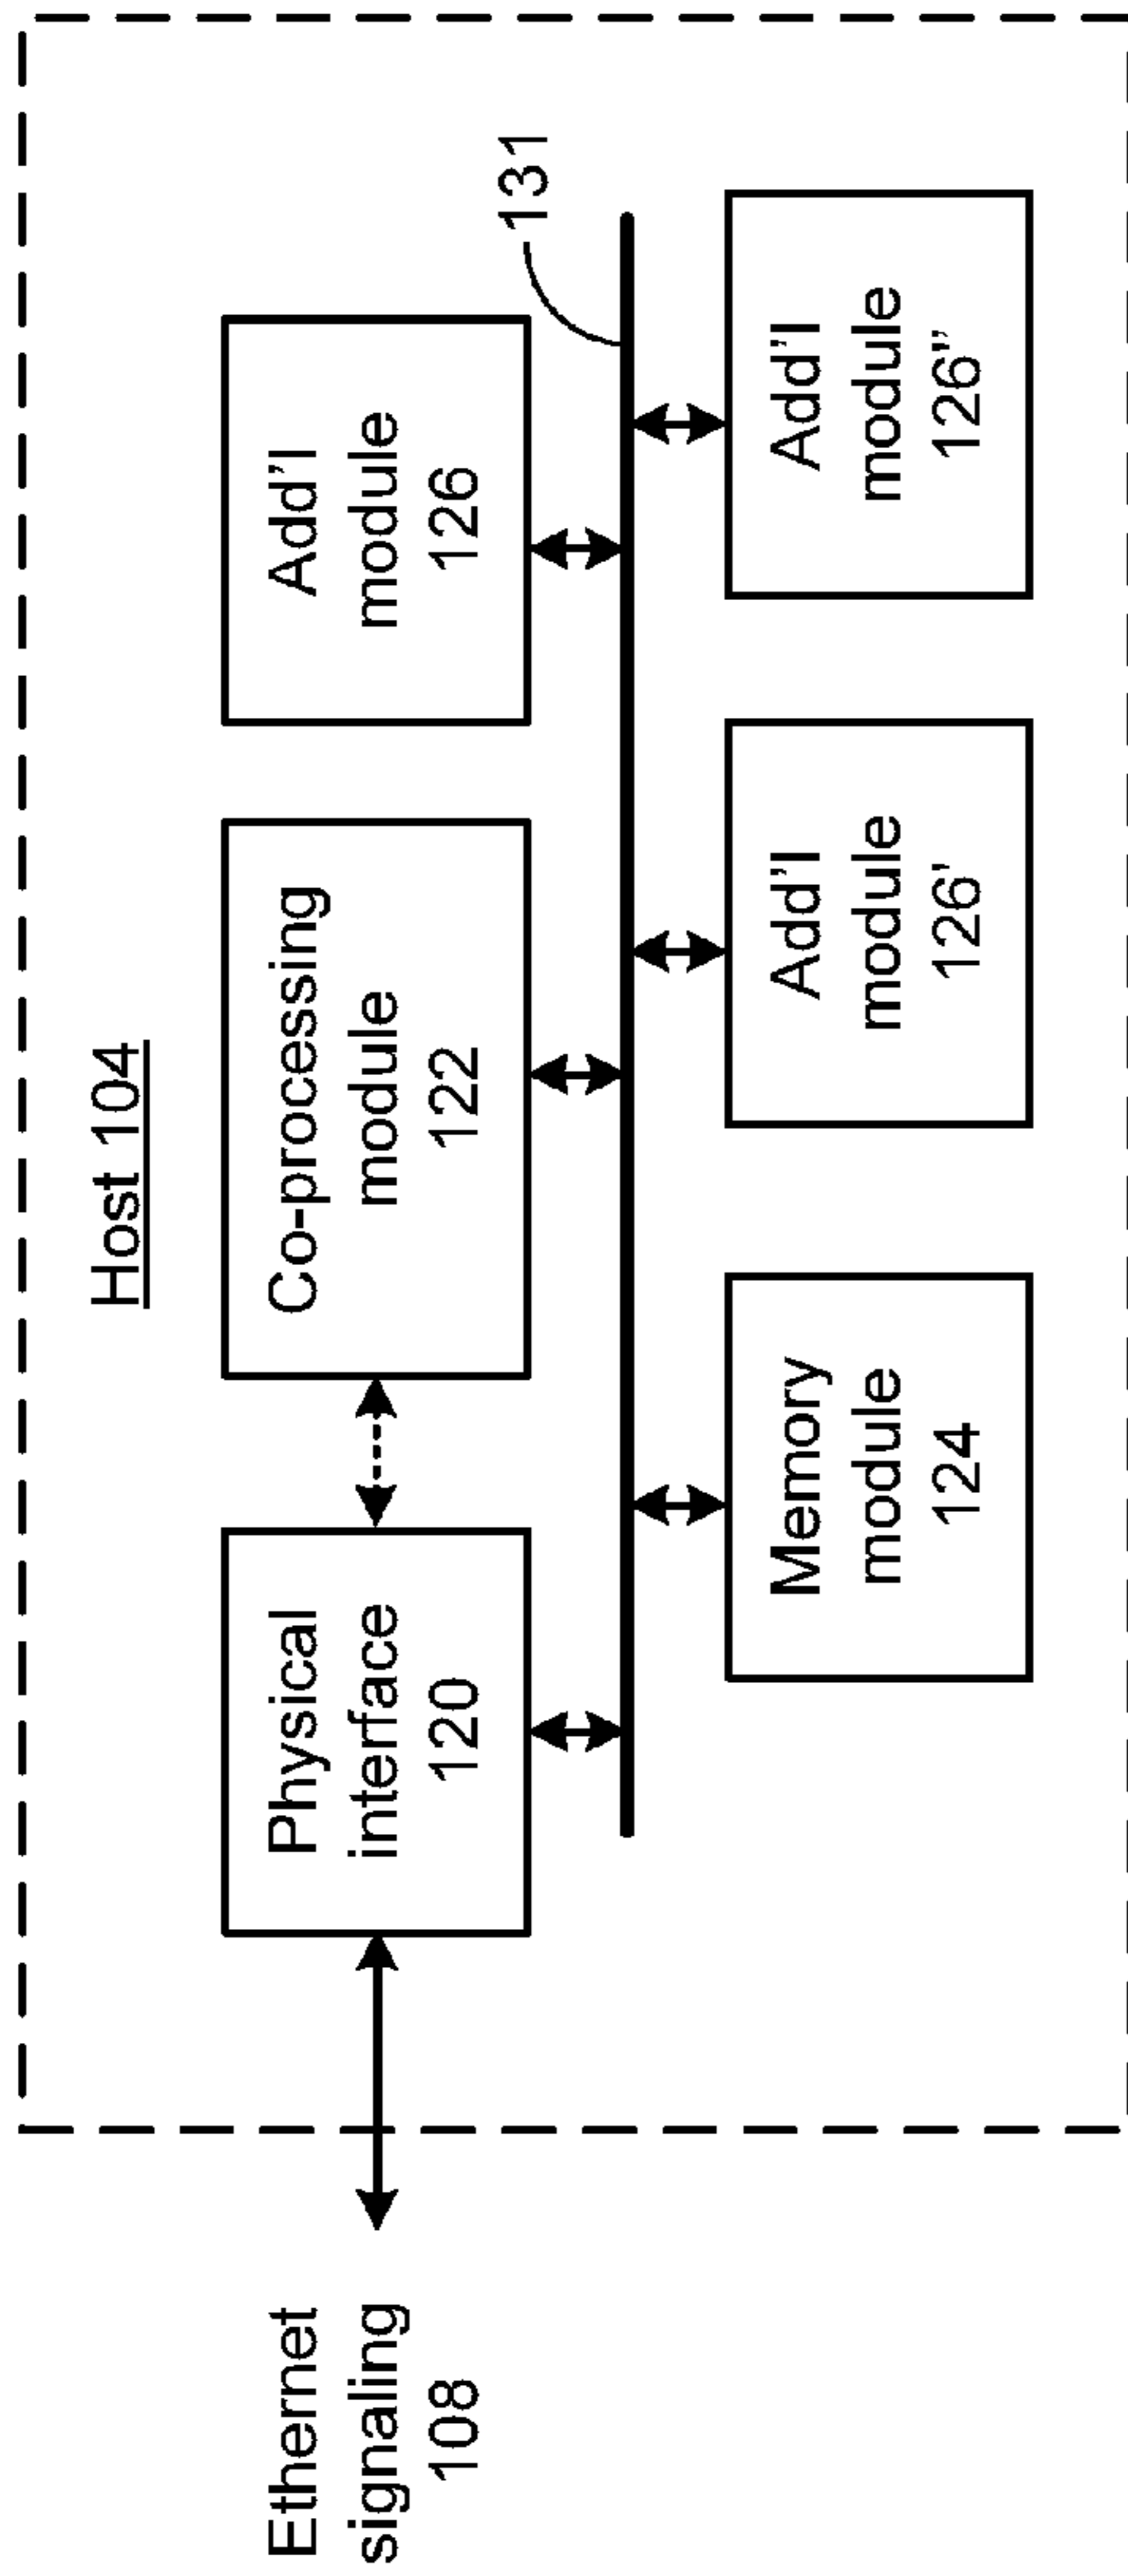 Host 104
Ethernet
signaling
108
Physical
interface
120
Co-processing
module
122
Add'l
module
126
131
Memory
module
124
Add'l
module
126'
Add'l
module
126"